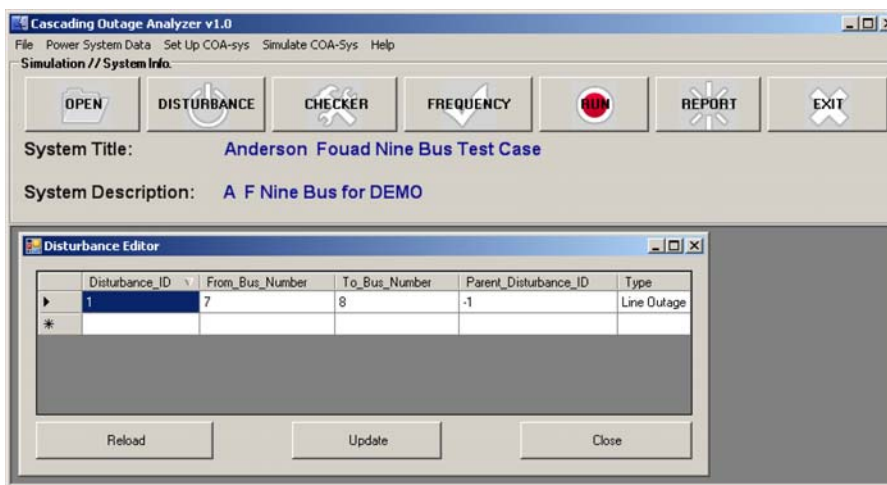 Cascading Outage Analyzer v1.0
File Power System Data Set Up COA-sys Simulate COA-Sys Help
Simulation // System Info.
OPEN DISTURBANCE CHECKER FREQUENCY RUN REPORT EXIT
System Title: Anderson Fouad Nine Bus Test Case
System Description: A F Nine Bus for DEMO
Disturbance Editor
Disturbance_ID From_Bus_Number To_Bus_Number Parent_Disturbance_ID Type
1 7 8 -1 Line Outage
Reload Update Close